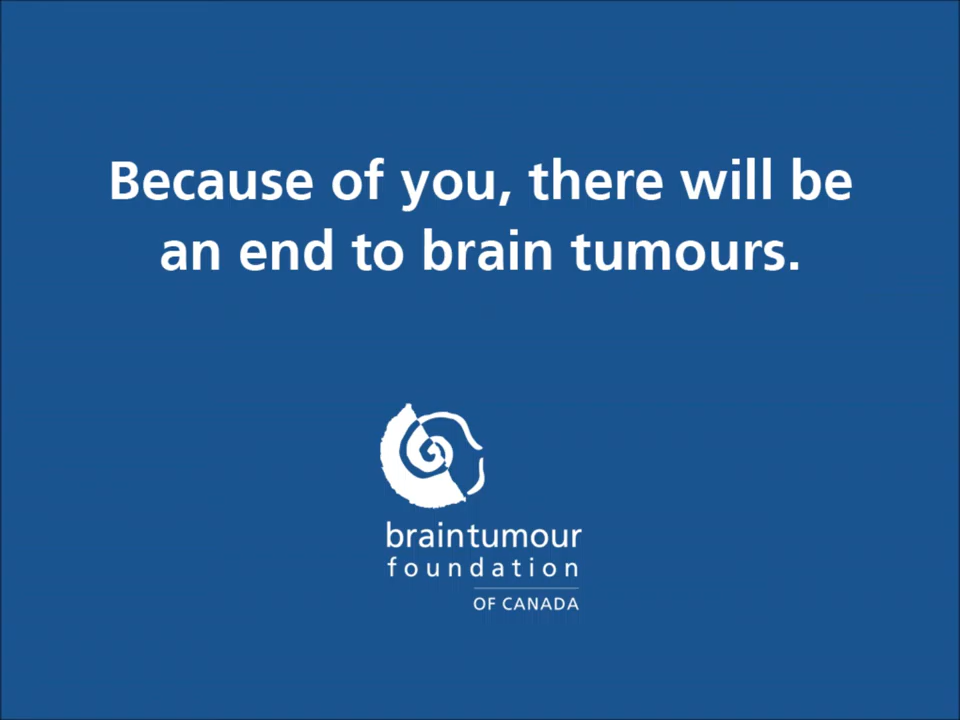 Because of you, there will be
an end to brain tumours.
braintumour
foundation
OF CANADA